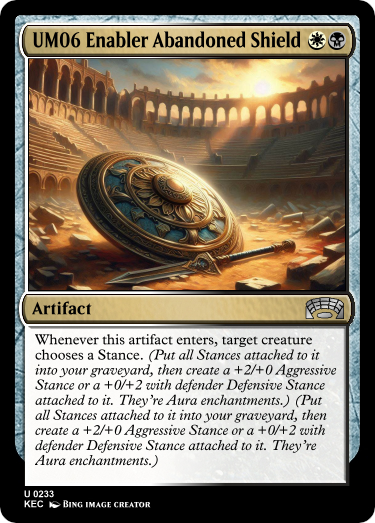 UM06 Enabler Abandoned Shield
Artifact
Whenever this artifact enters, target creature
chooses a Stance. (Put all Stances attached to it
into your graveyard, then create a +2/+0 Aggressive
Stance or a +0/+2 with defender Defensive Stance
attached to it. They're Aura enchantments.) (Put
all Stances attached to it into your graveyard, then
create a +2/+0 Aggressive Stance or a +0/+2 with
defender Defensive Stance attached to it. They're
Aura enchantments.)
U 0233
KEC Bing Image Creator